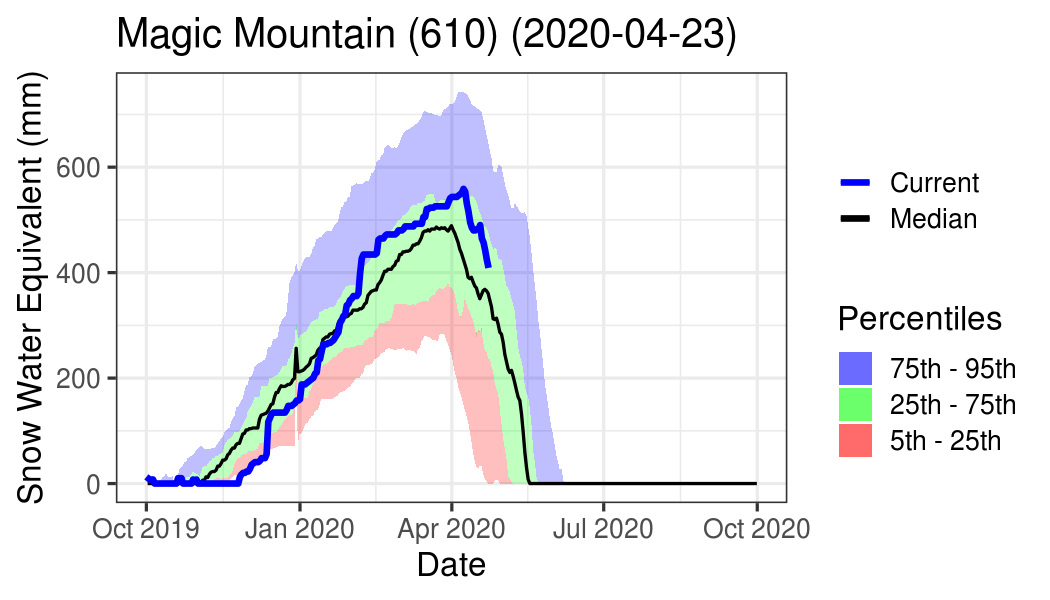 Magic Mountain (610) (2020-04-23)
Snow Water Equivalent (mm)
600
400
200
0
Oct 2019
Jan 2020
Apr 2020
Jul 2020
Oct 2020
Date
Current
Median
Percentiles
75th - 95th
25th - 75th
5th - 25th